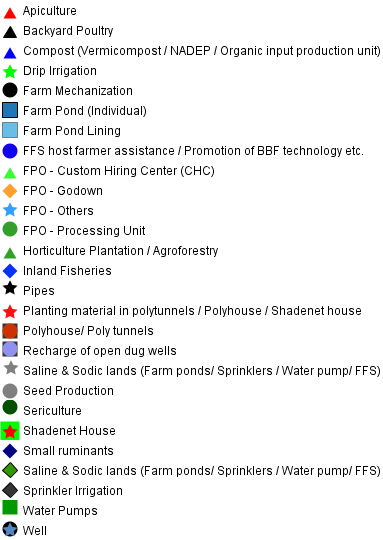 Apiculture
Backyard Poultry
Compost (Vermicompost / NADEP / Organic input production unit)
Drip Irrigation
Farm Mechanization
Farm Pond (Individual)
Farm Pond Lining
FFS host farmer assistance / Promotion of BBF technology etc.
FPO - Custom Hiring Center (CHC)
FPO - Godown
FPO - Others
FPO - Processing Unit
Horticulture Plantation / Agroforestry
Inland Fisheries
Pipes
Planting material in polytunnels / Polyhouse / Shadenet house
Polyhouse/ Poly tunnels
Recharge of open dug wells
Saline & Sodic lands (Farm ponds/ Sprinklers / Water pump/ FFS)
Seed Production
Sericulture
Shadenet House
Small ruminants
Saline & Sodic lands (Farm ponds/ Sprinklers / Water pump/ FFS)
Sprinkler Irrigation
Water Pumps
Well